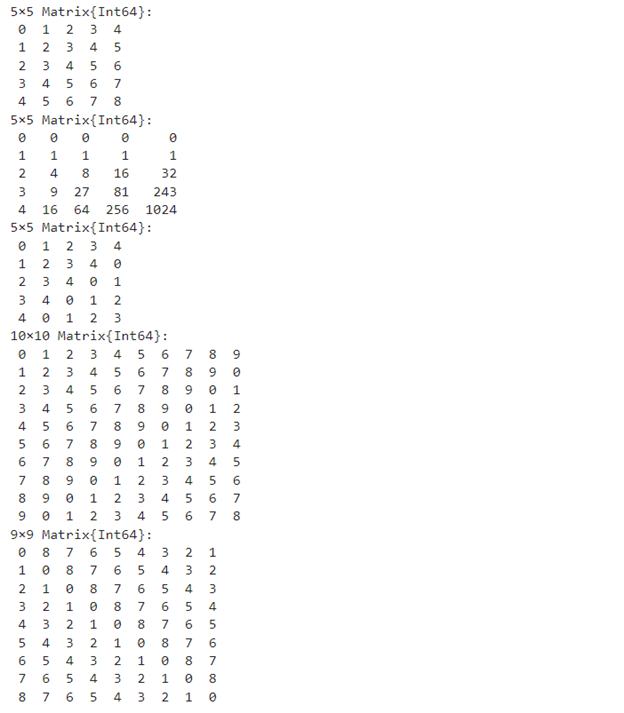 5×5 Matrix{Int64}:
0 1 2 3 4
1 2 3 4 5
2 3 4 5 6
3 4 5 6 7
4 5 6 7 8
5×5 Matrix{Int64}:
0 0 0 0 0
1 1 1 1 1
2 4 8 16 32
3 9 27 81 243
4 16 64 256 1024
5×5 Matrix{Int64}:
0 1 2 3 4
1 2 3 4 0
2 3 4 0 1
3 4 0 1 2
4 0 1 2 3
10×10 Matrix{Int64}:
0 1 2 3 4 5 6 7 8 9
1 2 3 4 5 6 7 8 9 0
2 3 4 5 6 7 8 9 0 1
3 4 5 6 7 8 9 0 1 2
4 5 6 7 8 9 0 1 2 3
5 6 7 8 9 0 1 2 3 4
6 7 8 9 0 1 2 3 4 5
7 8 9 0 1 2 3 4 5 6
8 9 0 1 2 3 4 5 6 7
9 0 1 2 3 4 5 6 7 8
9×9 Matrix{Int64}:
0 8 7 6 5 4 3 2 1
1 0 8 7 6 5 4 3 2
2 1 0 8 7 6 5 4 3
3 2 1 0 8 7 6 5 4
4 3 2 1 0 8 7 6 5
5 4 3 2 1 0 8 7 6
6 5 4 3 2 1 0 8 7
7 6 5 4 3 2 1 0 8
8 7 6 5 4 3 2 1 0